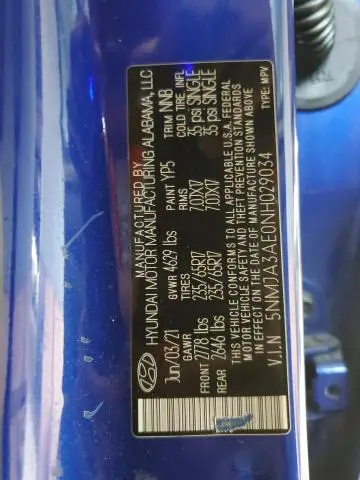 MANUFACTURED BY
HYUNDAI MOTOR MANUFACTURING ALABAMA, LLC
Jun/03/21 GVWR 4629 lbs PAINT YP5 TRIM NNB
GAWR TIRES RIMS COLD TIRE INFL
FRONT 2778 lbs 235/65R17 7.0JX17 35 PSI SINGLE
REAR 2646 lbs 235/65R17 7.0JX17 35 PSI SINGLE
THIS VEHICLE CONFORMS TO ALL APPLICABLE U.S.A. FEDERAL
MOTOR VEHICLE SAFETY AND THEFT PREVENTION STANDARDS
IN EFFECT ON THE DATE OF MANUFACTURE SHOWN ABOVE.
V.I.N 5NMJA3AE0NH029034 TYPE: MPV